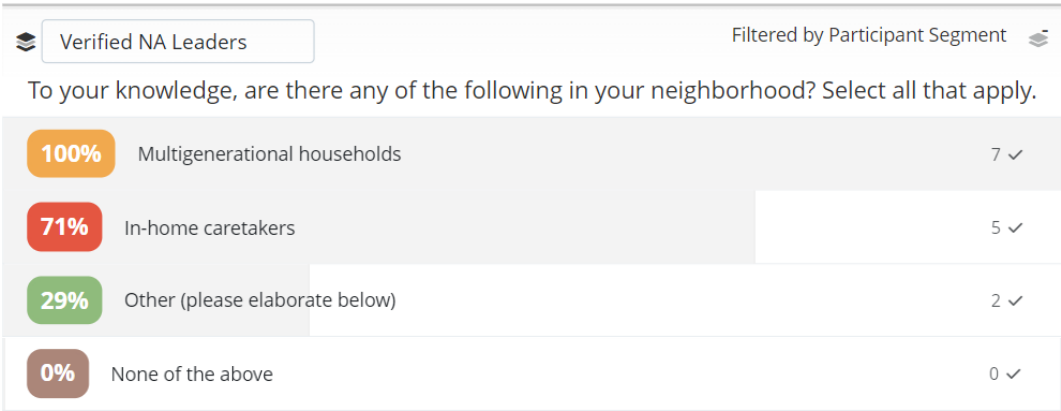 Verified NA Leaders Filtered by Participant Segment
To your knowledge, are there any of the following in your neighborhood? Select all that apply.
100% Multigenerational households 7 ✓
71% In-home caretakers 5 ✓
29% Other (please elaborate below) 2 ✓
0% None of the above 0 ✓